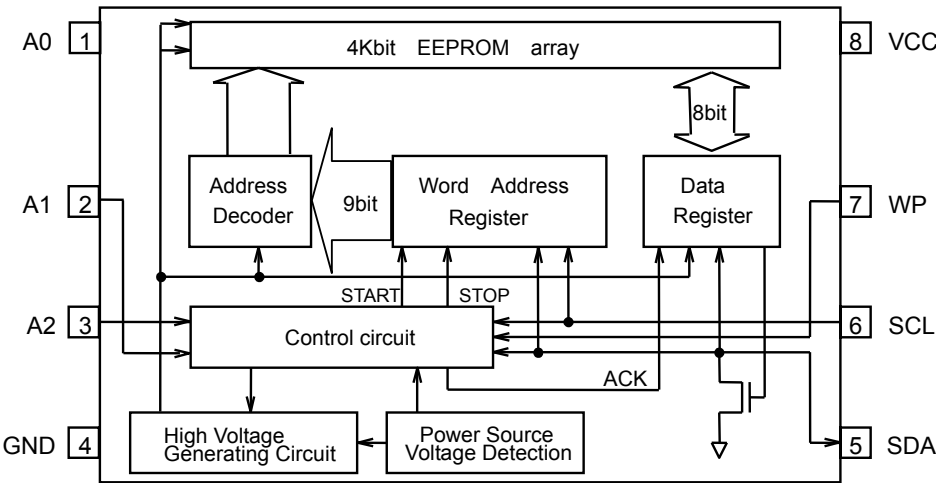 4Kbit EEPROM array
A0 1
8 VCC
8bit
Address
Decoder
9bit
Word Address
Register
Data
Register
A1 2
7 WP
START STOP
A2 3
Control circuit
6 SCL
ACK
GND 4
High Voltage
Generating Circuit
Power Source
Voltage Detection
5 SDA